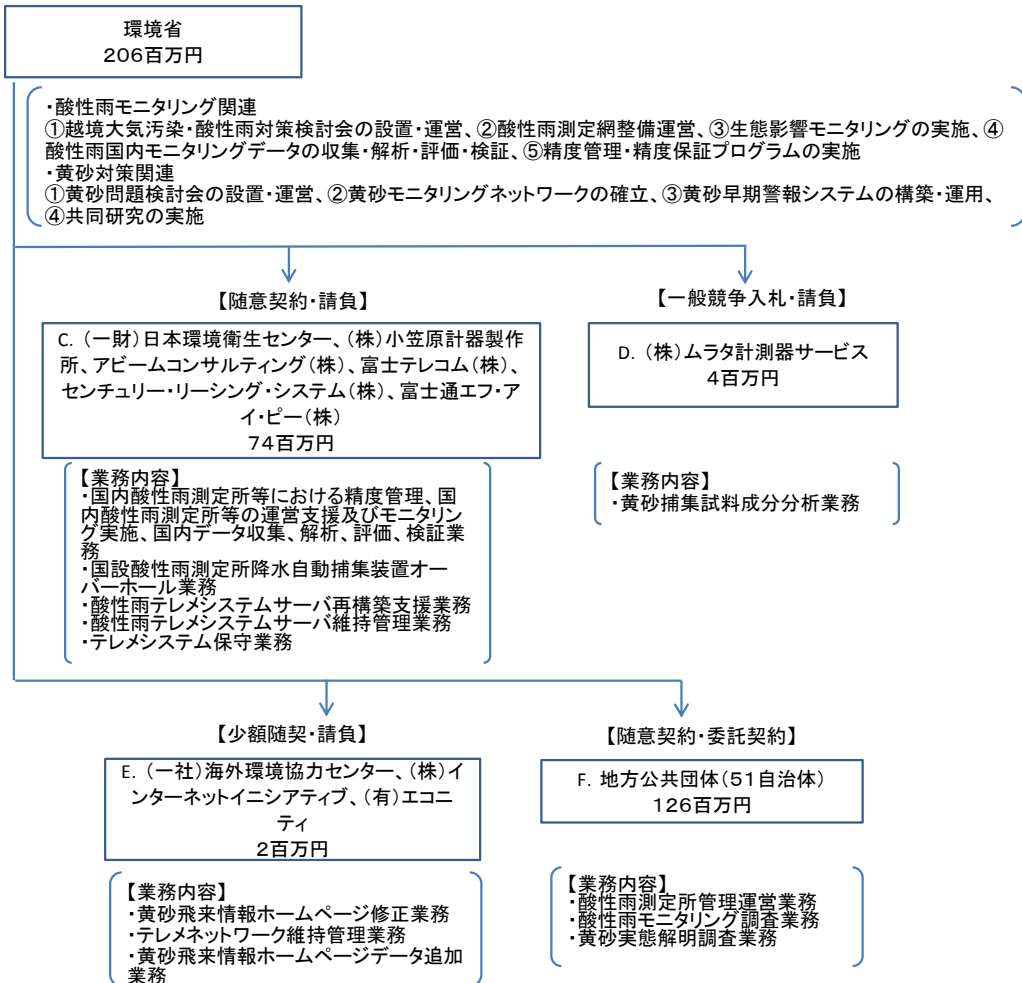 環境省
206百万円
・酸性雨モニタリング関連
①越境大気汚染・酸性雨対策検討会の設置・運営、②酸性雨測定網整備運営、③生態影響モニタリングの実施、④
酸性雨国内モニタリングデータの収集・解析・評価・検証、⑤精度管理・精度保証プログラムの実施
・黄砂対策関連
①黄砂問題検討会の設置・運営、②黄砂モニタリングネットワークの確立、③黄砂早期警報システムの構築・運用、
④共同研究の実施
【随意契約・請負】
C. （一財）日本環境衛生センター、（株）小笠原計器製作
所、アビームコンサルティング（株）、富士テレコム（株）、
センチュリー・リーシング・システム（株）、富士通エフ・ア
イ・ピー（株）
74百万円
【業務内容】
・国内酸性雨測定所等における精度管理、国
内酸性雨測定所等の運営支援及びモニタリン
グ実施、国内データ収集、解析、評価、検証業
務
・国設酸性雨測定所降水自動捕集装置オー
バーホール業務
・酸性雨テレメシステムサーバ再構築支援業務
・酸性雨テレメシステムサーバ維持管理業務
・テレメシステム保守業務
【一般競争入札・請負】
D. （株）ムラタ計測器サービス
4百万円
【業務内容】
・黄砂捕集試料成分分析業務
【少額随契・請負】
E. （一社）海外環境協力センター、（株）イ
ンターネットイニシアティブ、（有）エコニ
ティ
2百万円
【業務内容】
・黄砂飛来情報ホームページ修正業務
・テレメネットワーク維持管理業務
・黄砂飛来情報ホームページデータ追加
業務
【随意契約・委託契約】
F. 地方公共団体（51自治体）
126百万円
【業務内容】
・酸性雨測定所管理運営業務
・酸性雨モニタリング調査業務
・黄砂実態解明調査業務